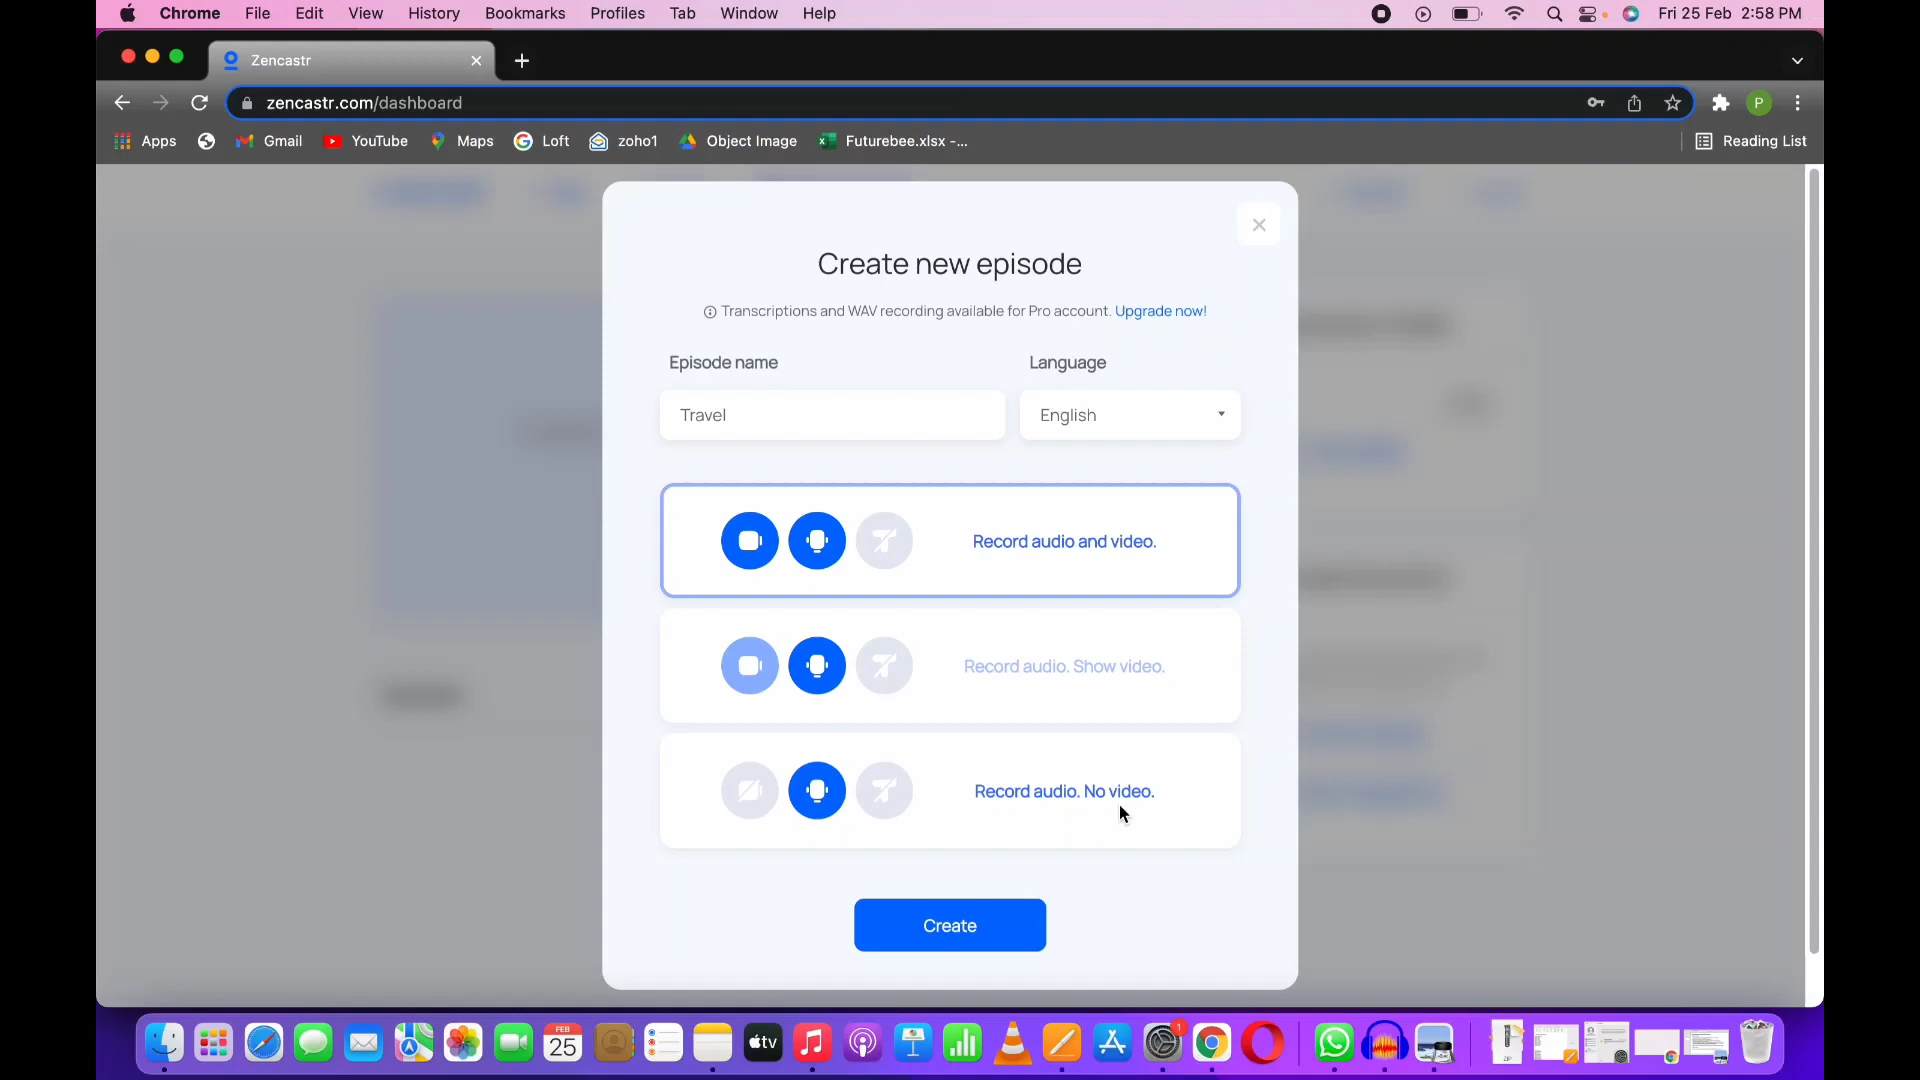 Chrome File Edit View History Bookmarks Profiles Tab Window Help Fri 25 Feb 2:58 PM
Zencastr
zencastr.com/dashboard P
Apps Gmail YouTube Maps Loft zoho1 Object Image Futurebee.xlsx -... Reading List
Create new episode
Transcriptions and WAV recording available for Pro account. Upgrade now!
Episode name Language
Travel English
Record audio and video.
Record audio. Show video.
Record audio. No video.
Create
FEB
25
tv
1
ZIP